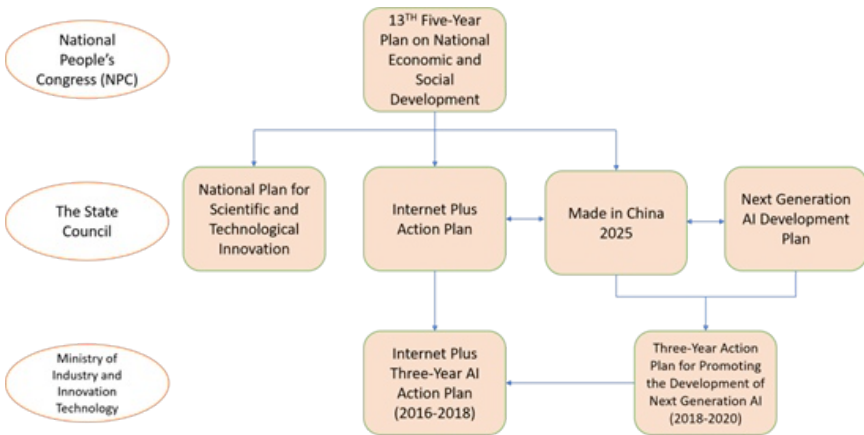 National
People's
Congress (NPC)
13TH Five-Year
Plan on National
Economic and
Social
Development
The State
Council
National Plan for
Scientific and
Technological
Innovation
Internet Plus
Action Plan
Made in China
2025
Next Generation
AI Development
Plan
Ministry of
Industry and
Innovation
Technology
Internet Plus
Three-Year AI
Action Plan
(2016-2018)
Three-Year Action
Plan for Promoting
the Development of
Next Generation AI
(2018-2020)